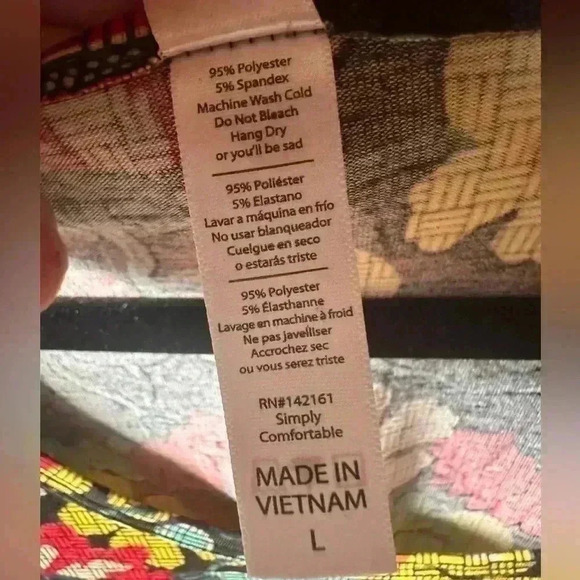 95% Polyester
5% Spandex
Machine Wash Cold
Do Not Bleach
Hang Dry
or you'll be sad
95% Poliéster
5% Elastano
Lavar a máquina en frío
No usar blanqueador
Cuelgue en seco
o estarás triste
95% Polyester
5% Élasthanne
Lavage en machine à froid
Ne pas javelliser
Accrochez sec
ou vous serez triste
RN#142161
Simply
Comfortable
MADE IN
VIETNAM
L